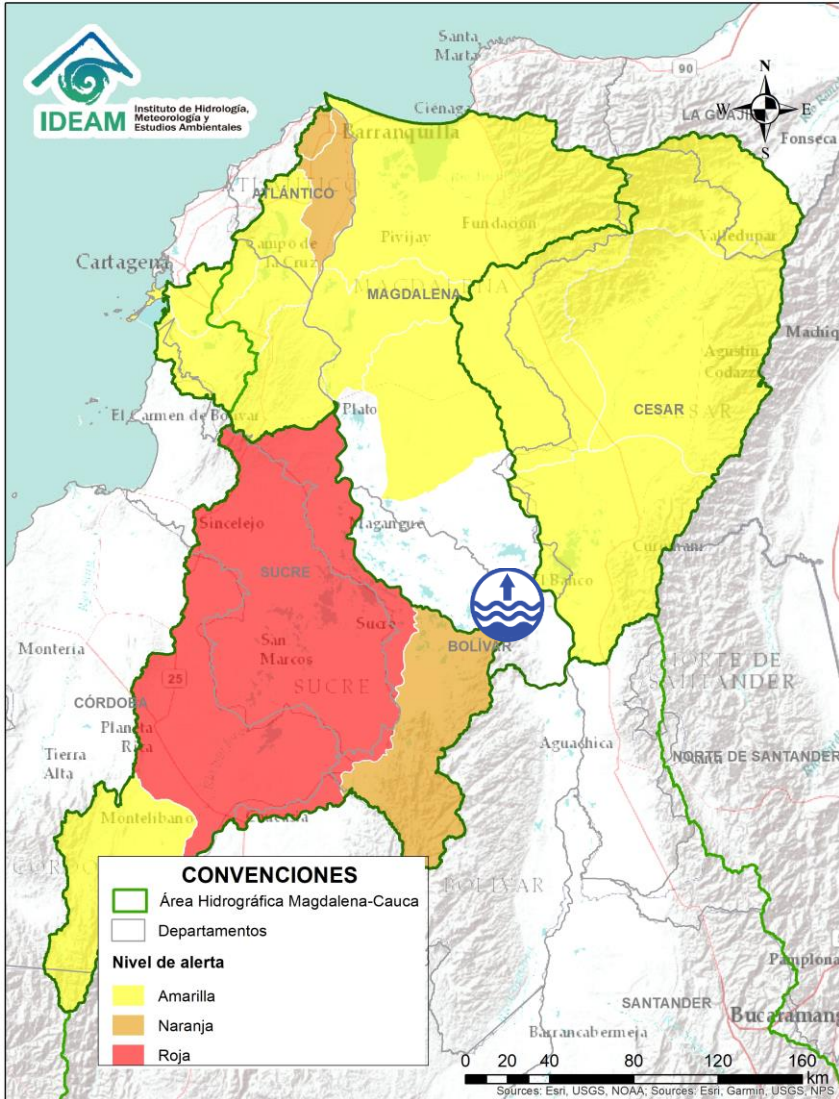 IDEAM
Instituto de Hidrología,
Meteorología y
Estudios Ambientales
Santa
Marta
90
N
W
E
S
LA GUAJIRA
Fonseca
Ciénaga
Barranquilla
ATLÁNTICO
Cartagena
Campo de
la Cruz
Pivijay
Fundación
Valledupar
MAGDALENA
Agustín
Codazzi
CESAR
El Carmen de Bolívar
Plato
Sincelejo
Magangué
SUCRE
Curumaní
El Banco
Sucre
BOLÍVAR
San
Marcos
SUCRE
Montería
25
CÓRDOBA
NORTE DE
SANTANDER
Planeta
Rica
Aguachica
NORTE DE SANTANDER
Tierra
Alta
Montelíbano
Caucasia
BOLÍVAR
CONVENCIONES
Área Hidrográfica Magdalena-Cauca
Departamentos
Nivel de alerta
Amarilla
Naranja
Roja
Pamplona
SANTANDER
Bucaramang
Barrancabermeja
0 20 40 80 120 160
km
Sources: Esri, USGS, NOAA; Sources: Esri, Garmin, USGS, NPS